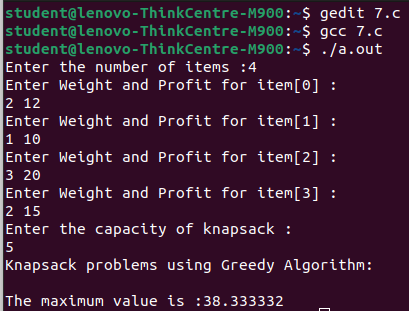 student@lenovo-ThinkCentre-M900:~$ gedit 7.c
student@lenovo-ThinkCentre-M900:~$ gcc 7.c
student@lenovo-ThinkCentre-M900:~$ ./a.out
Enter the number of items :4
Enter Weight and Profit for item[0] :
2 12
Enter Weight and Profit for item[1] :
1 10
Enter Weight and Profit for item[2] :
3 20
Enter Weight and Profit for item[3] :
2 15
Enter the capacity of knapsack :
5
Knapsack problems using Greedy Algorithm:
The maximum value is :38.333332